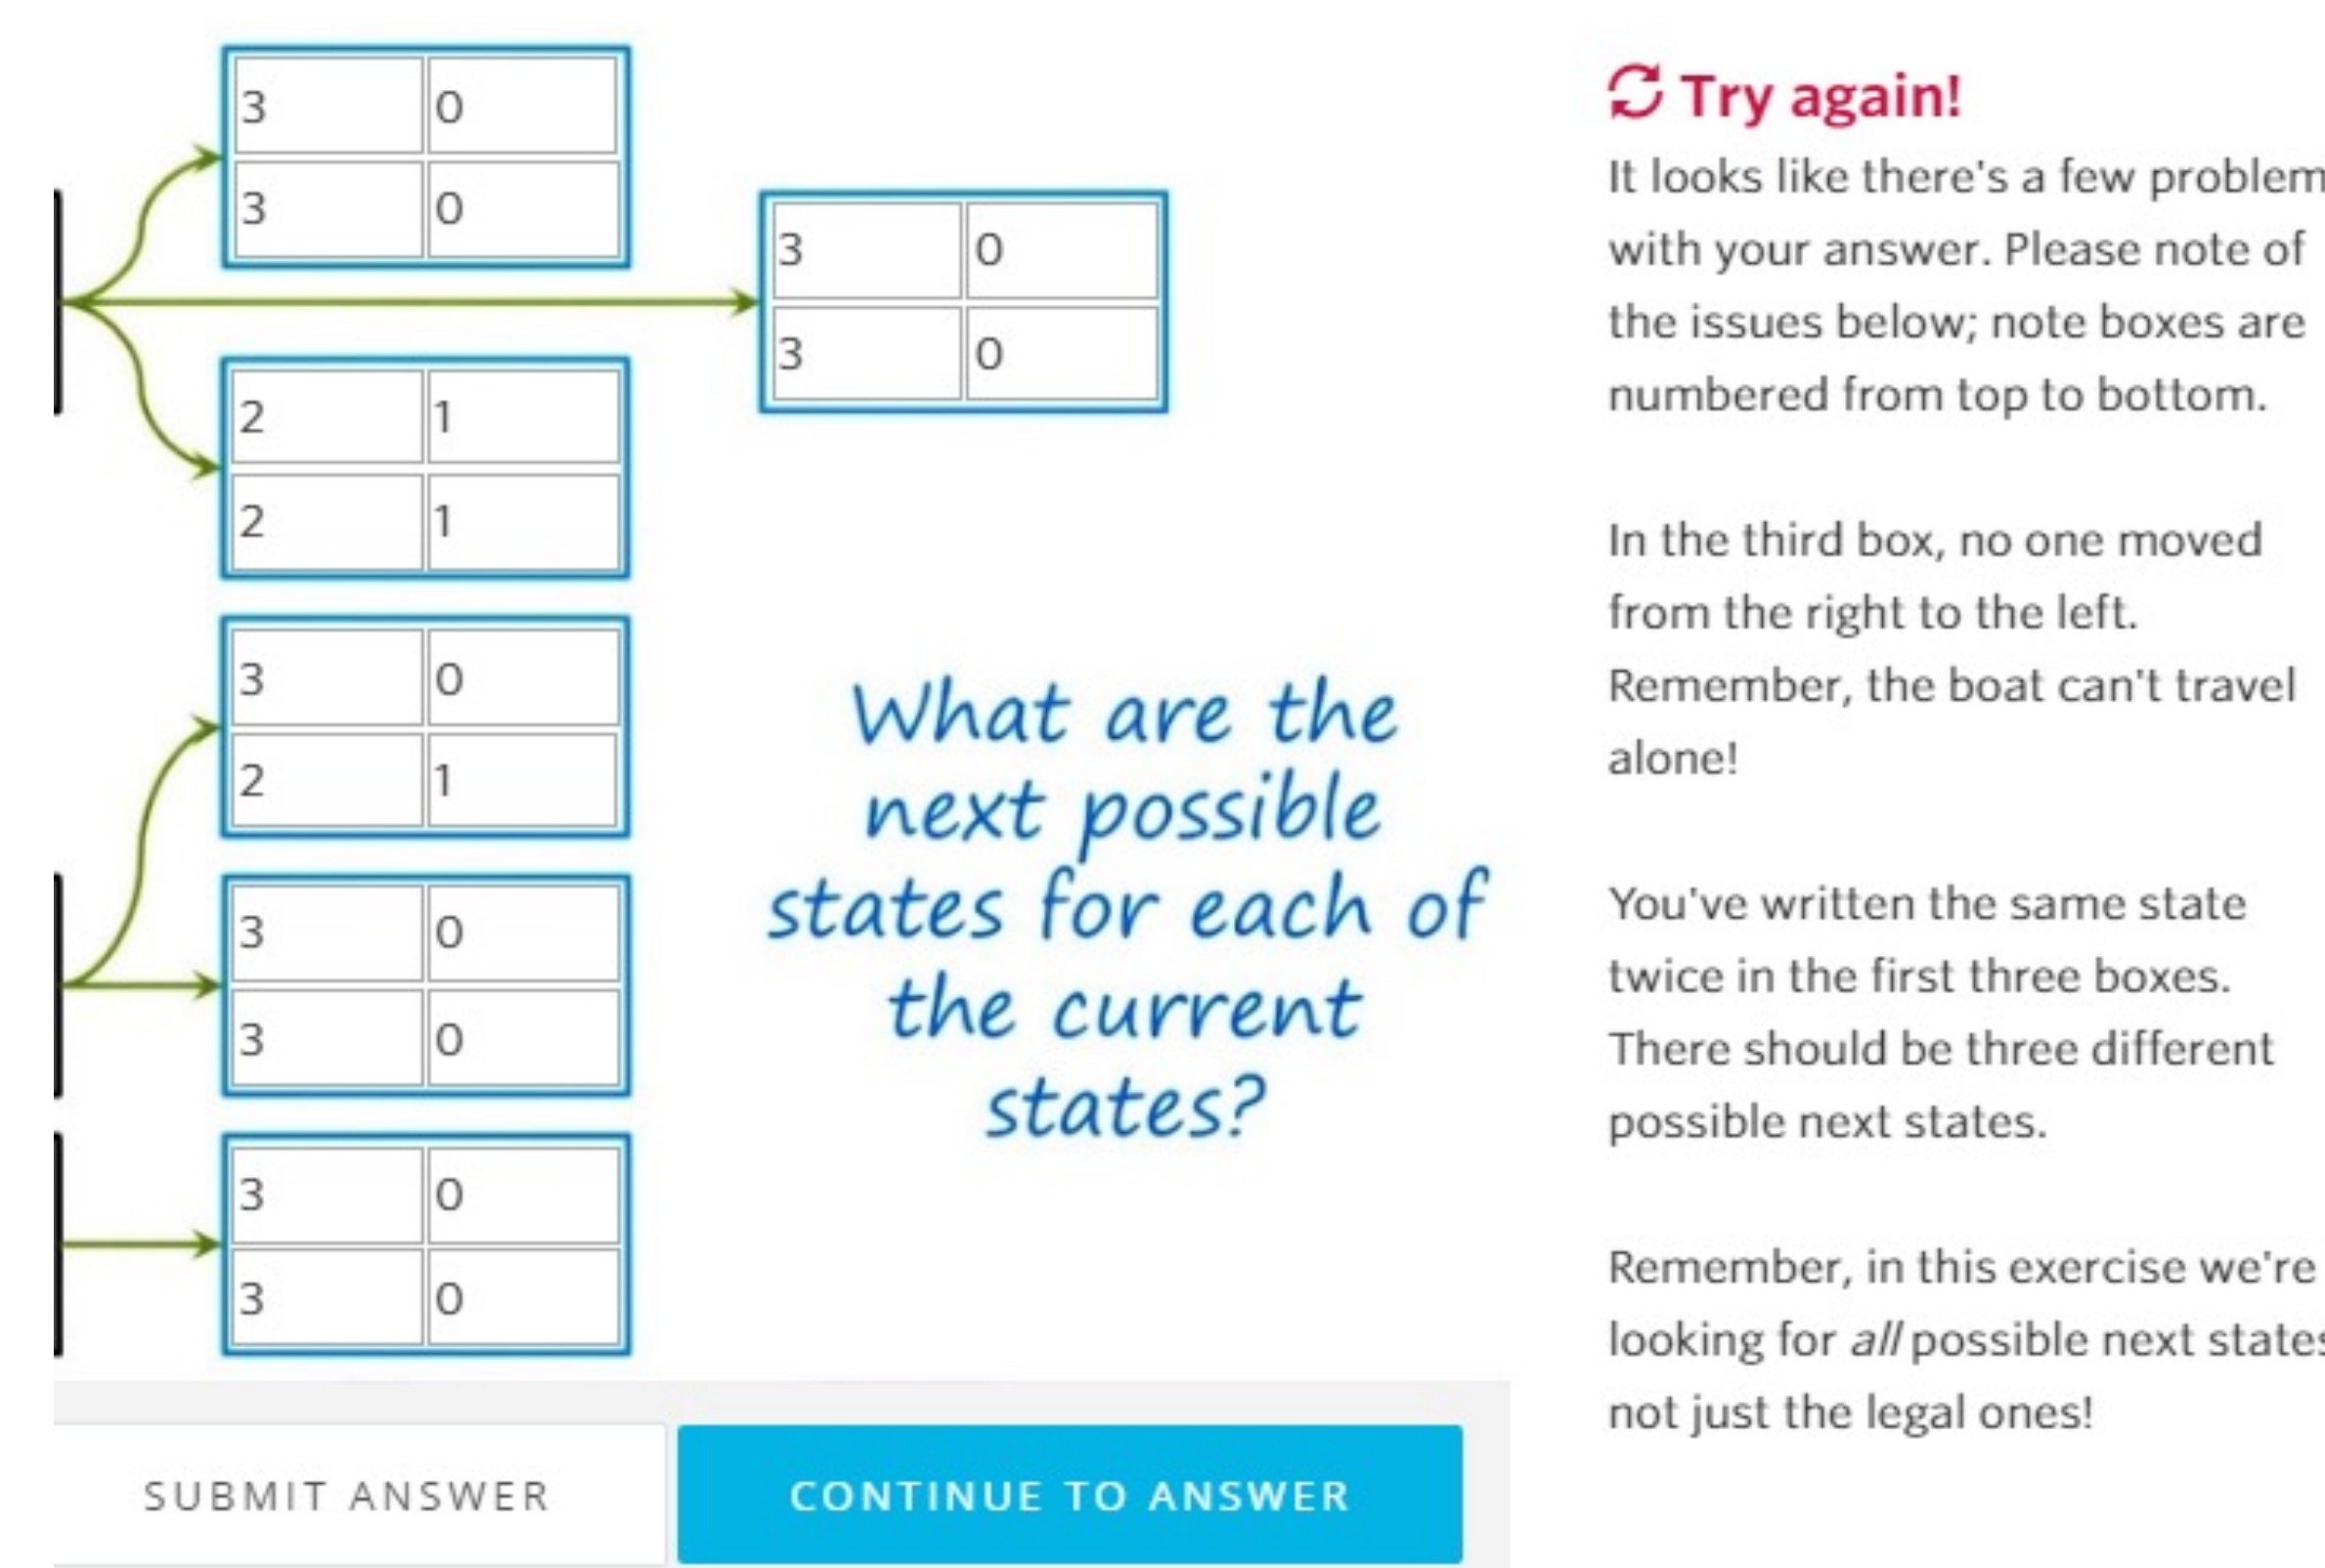 3 0
3 0
3 0
3 0
2 1
2 1
3 0
2 1
3 0
3 0
3 0
3 0
What are the
next possible
states for each of
the current
states?
SUBMIT ANSWER
CONTINUE TO ANSWER
Try again!
It looks like there's a few problem
with your answer. Please note of
the issues below; note boxes are
numbered from top to bottom.
In the third box, no one moved
from the right to the left.
Remember, the boat can't travel
alone!
You've written the same state
twice in the first three boxes.
There should be three different
possible next states.
Remember, in this exercise we're
looking for all possible next states
not just the legal ones!